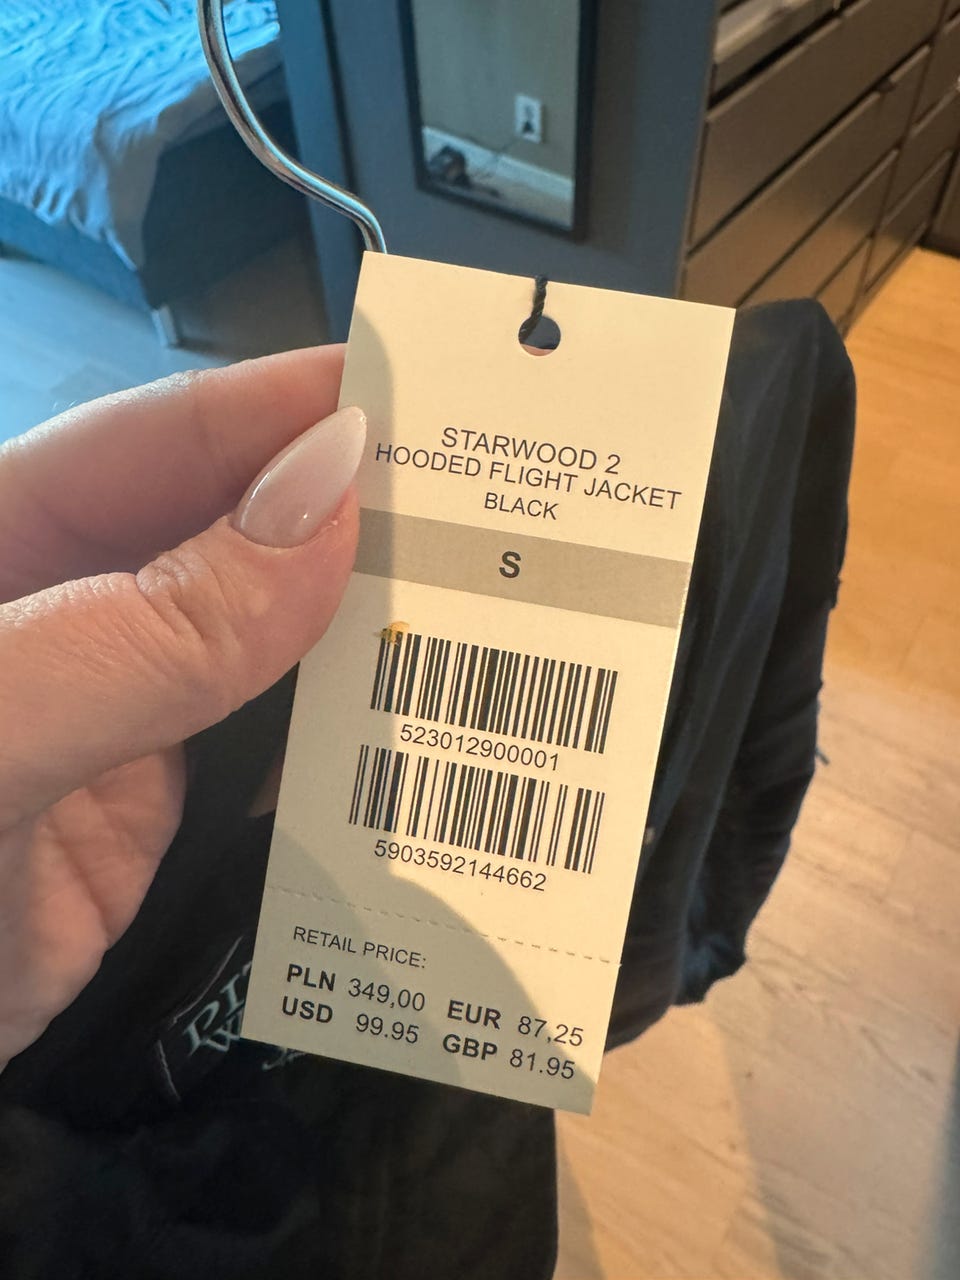 STARWOOD 2
HOODED FLIGHT JACKET
BLACK
S
523012900001
5903592144662
RETAIL PRICE:
PLN 349,00 EUR 87,25
USD 99.95 GBP 81.95